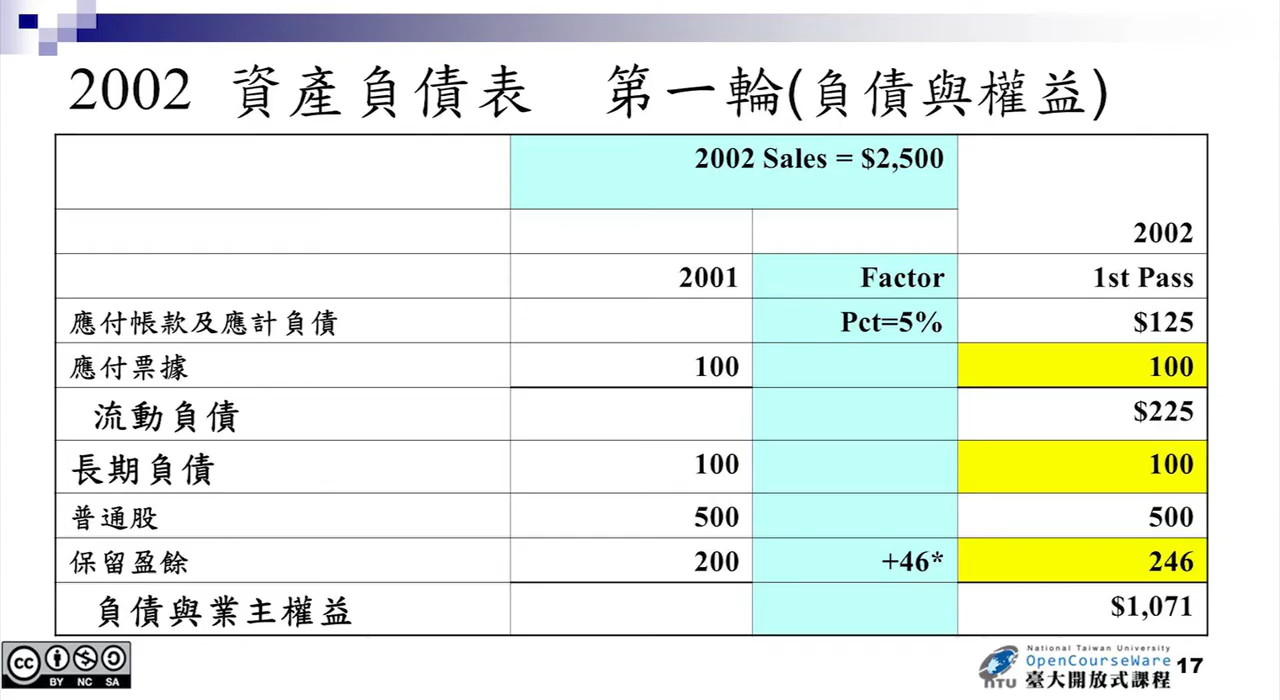 2002 資產負債表 第一輪(負債與權益)
2002 Sales = $2,500
2002
2001 Factor 1st Pass
應付帳款及應計負債 Pct=5% $125
應付票據 100 100
流動負債 $225
長期負債 100 100
普通股 500 500
保留盈餘 200 +46* 246
負債與業主權益 $1,071
cc BY NC SA
National Taiwan University
OpenCourseWare
NTU 臺大開放式課程 17